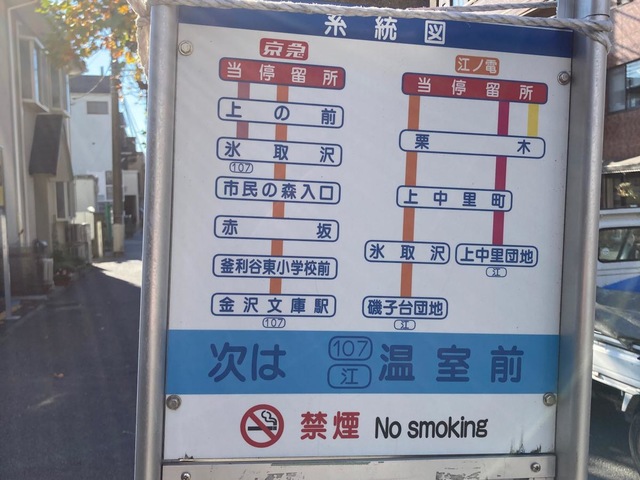 系統図
京急
当停留所
上の前
氷取沢
107
市民の森入口
赤坂
釜利谷東小学校前
金沢文庫駅
107
江ノ電
当停留所
栗木
上中里町
氷取沢
上中里団地
江
磯子台団地
江
次は 107 江 温室前
禁煙 No smoking